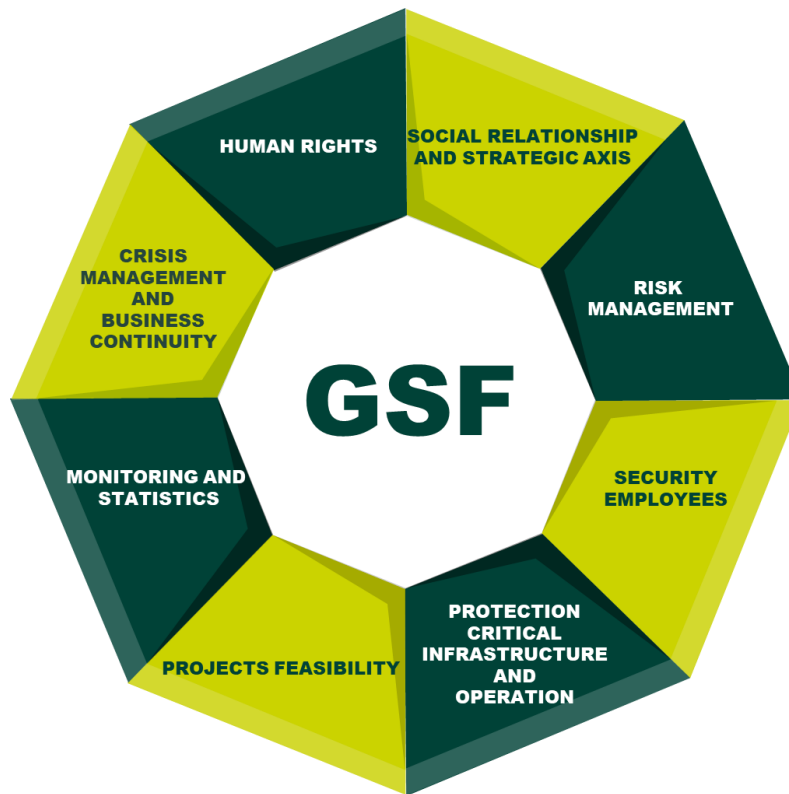 HUMAN RIGHTS
SOCIAL RELATIONSHIP
AND STRATEGIC AXIS
RISK
MANAGEMENT
SECURITY
EMPLOYEES
PROTECTION
CRITICAL
INFRASTRUCTURE
AND
OPERATION
PROJECTS FEASIBILITY
MONITORING AND
STATISTICS
CRISIS
MANAGEMENT
AND
BUSINESS
CONTINUITY
GSF